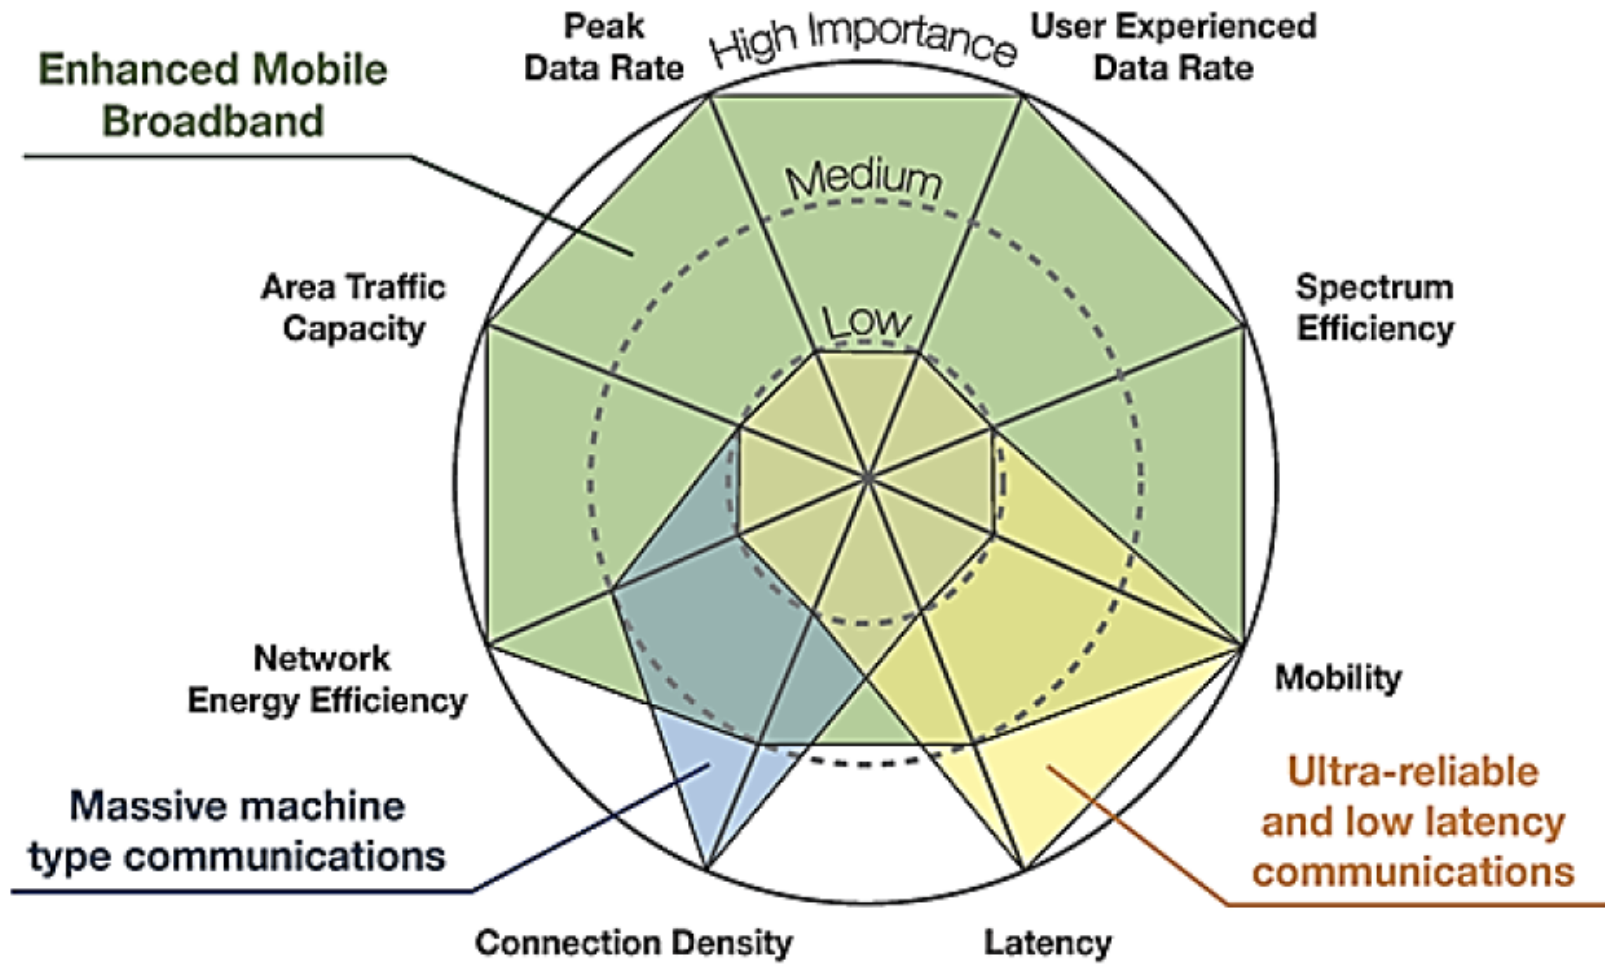 Peak
Data Rate
High Importance
User Experienced
Data Rate
Enhanced Mobile
Broadband
Medium
Area Traffic
Capacity
Low
Spectrum
Efficiency
Network
Energy Efficiency
Mobility
Massive machine
type communications
Ultra-reliable
and low latency
communications
Connection Density
Latency